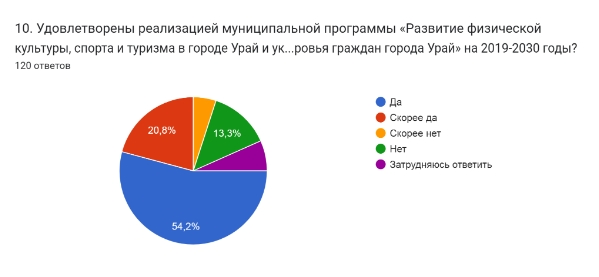 10. Удовлетворены реализацией муниципальной программы «Развитие физической
культуры, спорта и туризма в городе Урай и ук...ровья граждан города Урай» на 2019-2030 годы?
120 ответов
20,8%
13,3%
54,2%
Да
Скорее да
Скорее нет
Нет
Затрудняюсь ответить